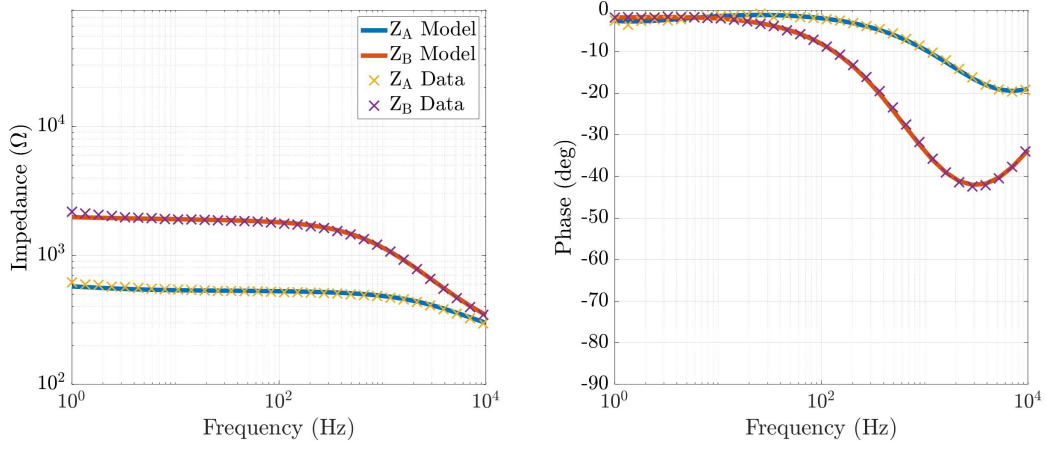 Z_A Model
Z_B Model
Z_A Data
Z_B Data
10^4
10^3
10^2
Impedance (Ω)
10^0
10^2
10^4
Frequency (Hz)
0
-10
-20
-30
-40
-50
-60
-70
-80
-90
Phase (deg)
10^0
10^2
10^4
Frequency (Hz)